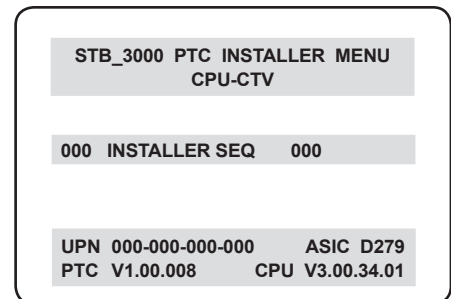 STB_3000 PTC INSTALLER MENU
CPU-CTV
000 INSTALLER SEQ 000
UPN 000-000-000-000 ASIC D279
PTC V1.00.008 CPU V3.00.34.01